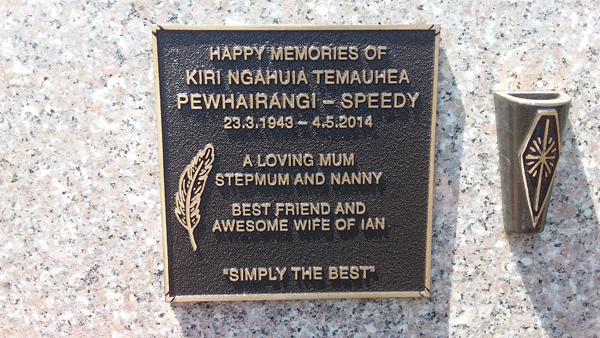 HAPPY MEMORIES OF
KIRI NGAHUIA TEMAUHEA
PEWHAIRANGI – SPEEDY
23.3.1943 – 4.5.2014
A LOVING MUM
STEPMUM AND NANNY
BEST FRIEND AND
AWESOME WIFE OF IAN
"SIMPLY THE BEST"